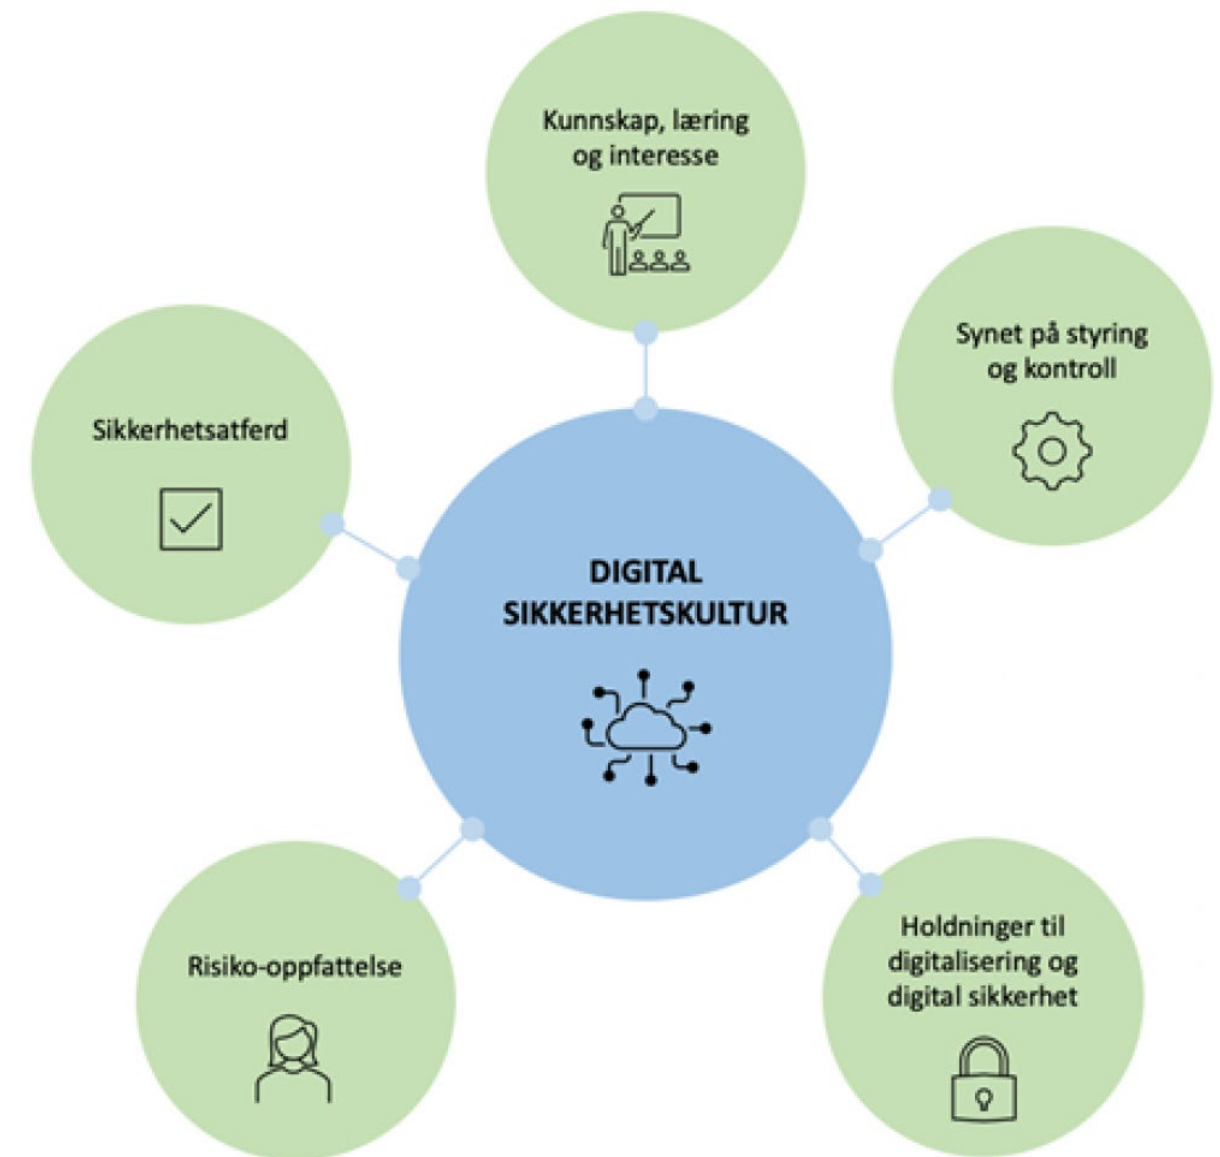 Kunnskap, læring
og interesse
Synet på styring
og kontroll
Sikkerhetsatferd
DIGITAL
SIKKERHETSKULTUR
Risiko-oppfattelse
Holdninger til
digitalisering og
digital sikkerhet